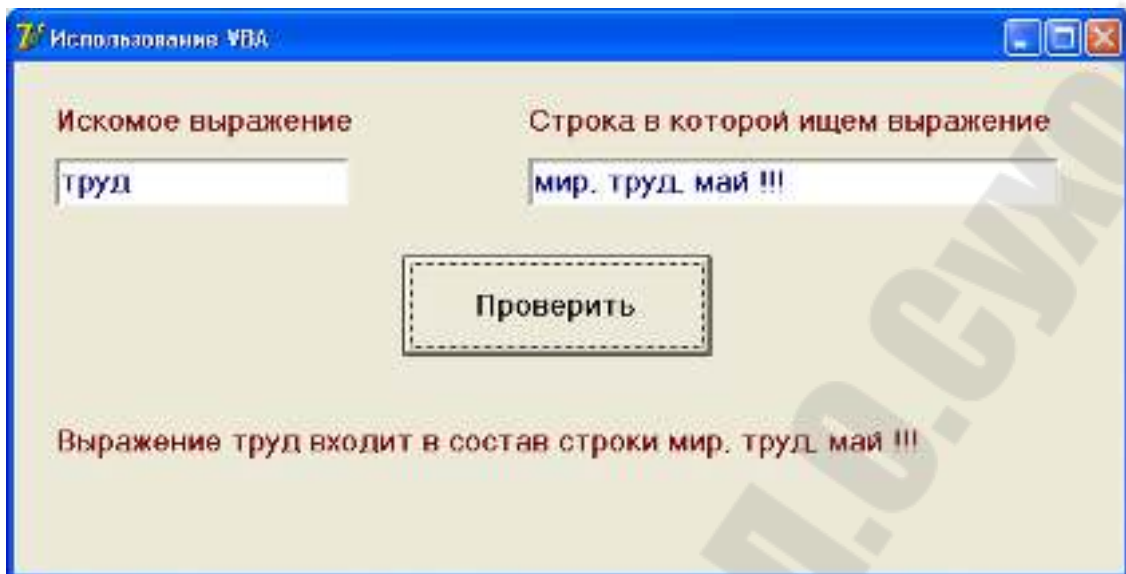 Использование VBA
Искомое выражение
Строка в которой ищем выражение
труд
мир, труд, май !!!
Проверить
Выражение труд входит в состав строки мир, труд, май !!!
П.О.Сухо